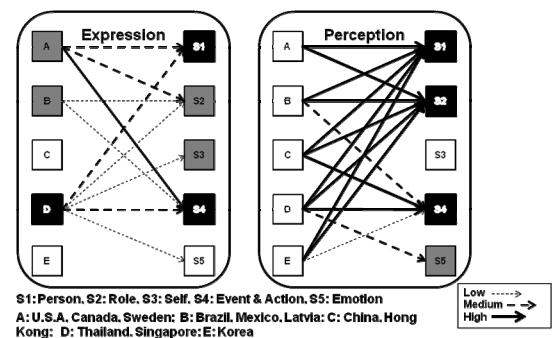 Expression
Perception
A S1
B S2
C S3
D S4
E S5
A S1
B S2
C S3
D S4
E S5
S1: Person, S2: Role, S3: Self, S4: Event & Action, S5: Emotion
A: U.S.A, Canada, Sweden: B: Brazil, Mexico, Latvia: C: China, Hong
Kong: D: Thailand, Singapore: E: Korea
Low
Medium
High